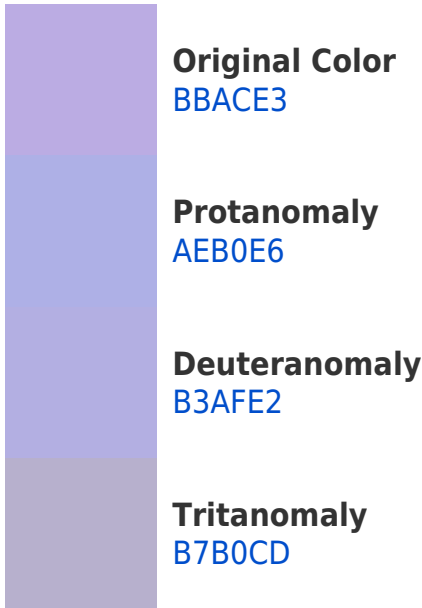 Original Color
BBACE3
Protanomaly
AEB0E6
Deuteranomaly
B3AFE2
Tritanomaly
B7B0CD